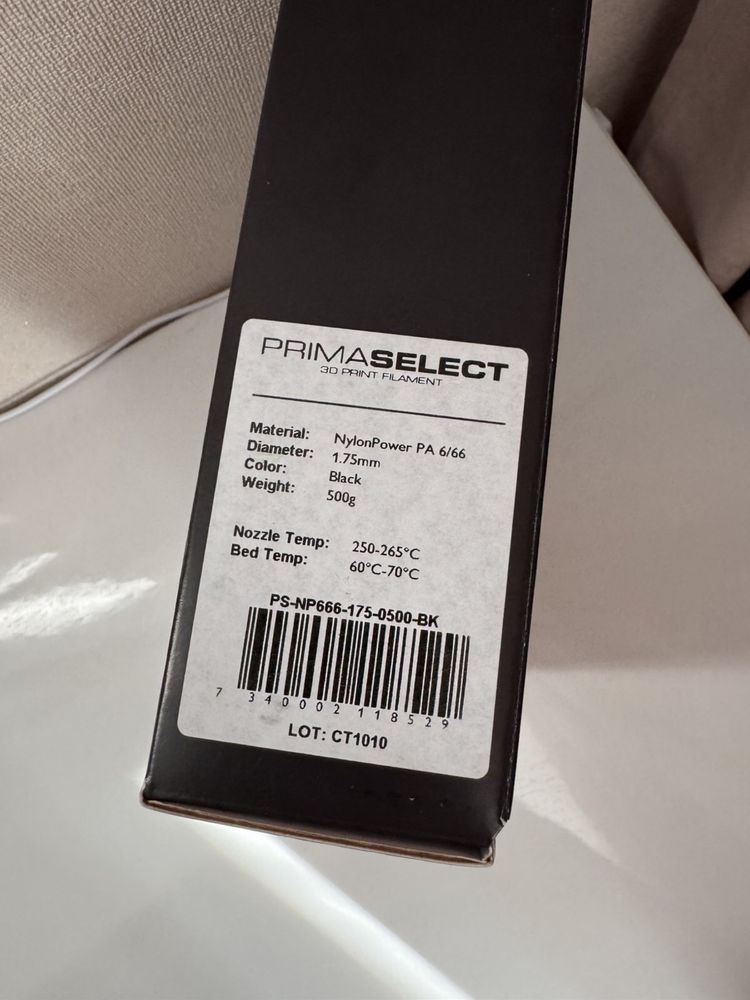 PRIMASELECT
3D PRINT FILAMENT
Material: NylonPower PA 6/66
Diameter: 1.75mm
Color: Black
Weight: 500g
Nozzle Temp: 250-265°C
Bed Temp: 60°C-70°C
PS-NP666-175-0500-BK
7 340002 118529
LOT: CT1010